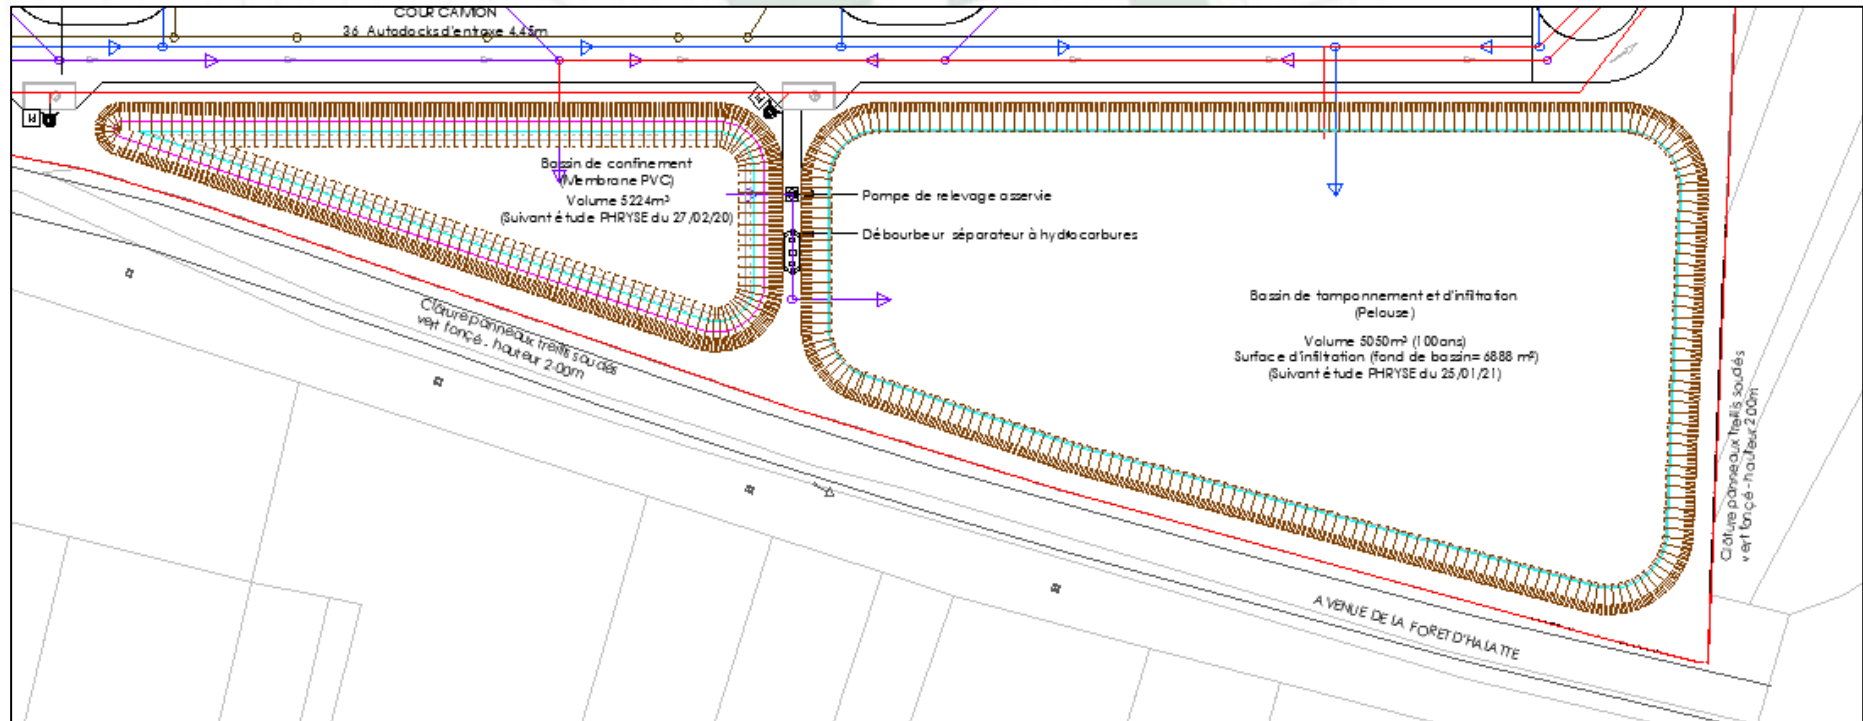 COUR CAMION
36 Autodocks d'entraxe 4.45m
Bassin de confinement
(Membrane PVC)
Volume 5224m³
(Suivant étude PHRYSE du 27/02/20)
Pompe de relevage asservie
Débourbeur séparateur à hydrocarbures
Bassin de tamponnement et d'infiltration
(Pelouse)
Volume 5050m³ (100ans)
Surface d'infiltration (fond de bassin= 6888 m²)
(Suivant étude PHRYSE du 25/01/21)
Clôture panneaux treillis soudés
vert foncé - hauteur 2.00m
Clôture panneaux treillis soudés
vert foncé - hauteur 2.00m
AVENUE DE LA FORET D'HALATTE